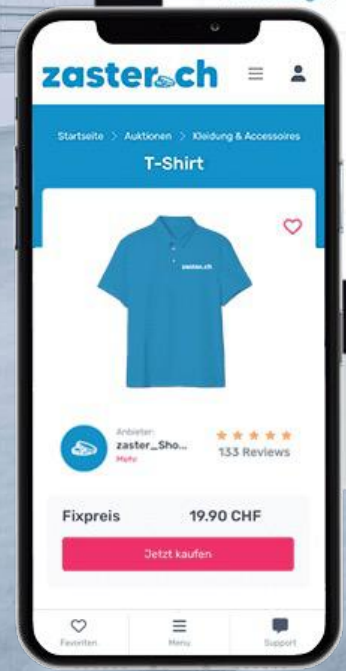 zaster.ch
Startseite > Auktionen > Kleidung & Accessoires
T-Shirt
zaster.ch
Anbieter:
zaster_Sho...
Mehr
133 Reviews
Fixpreis 19.90 CHF
Jetzt kaufen
Favoriten Menu Support